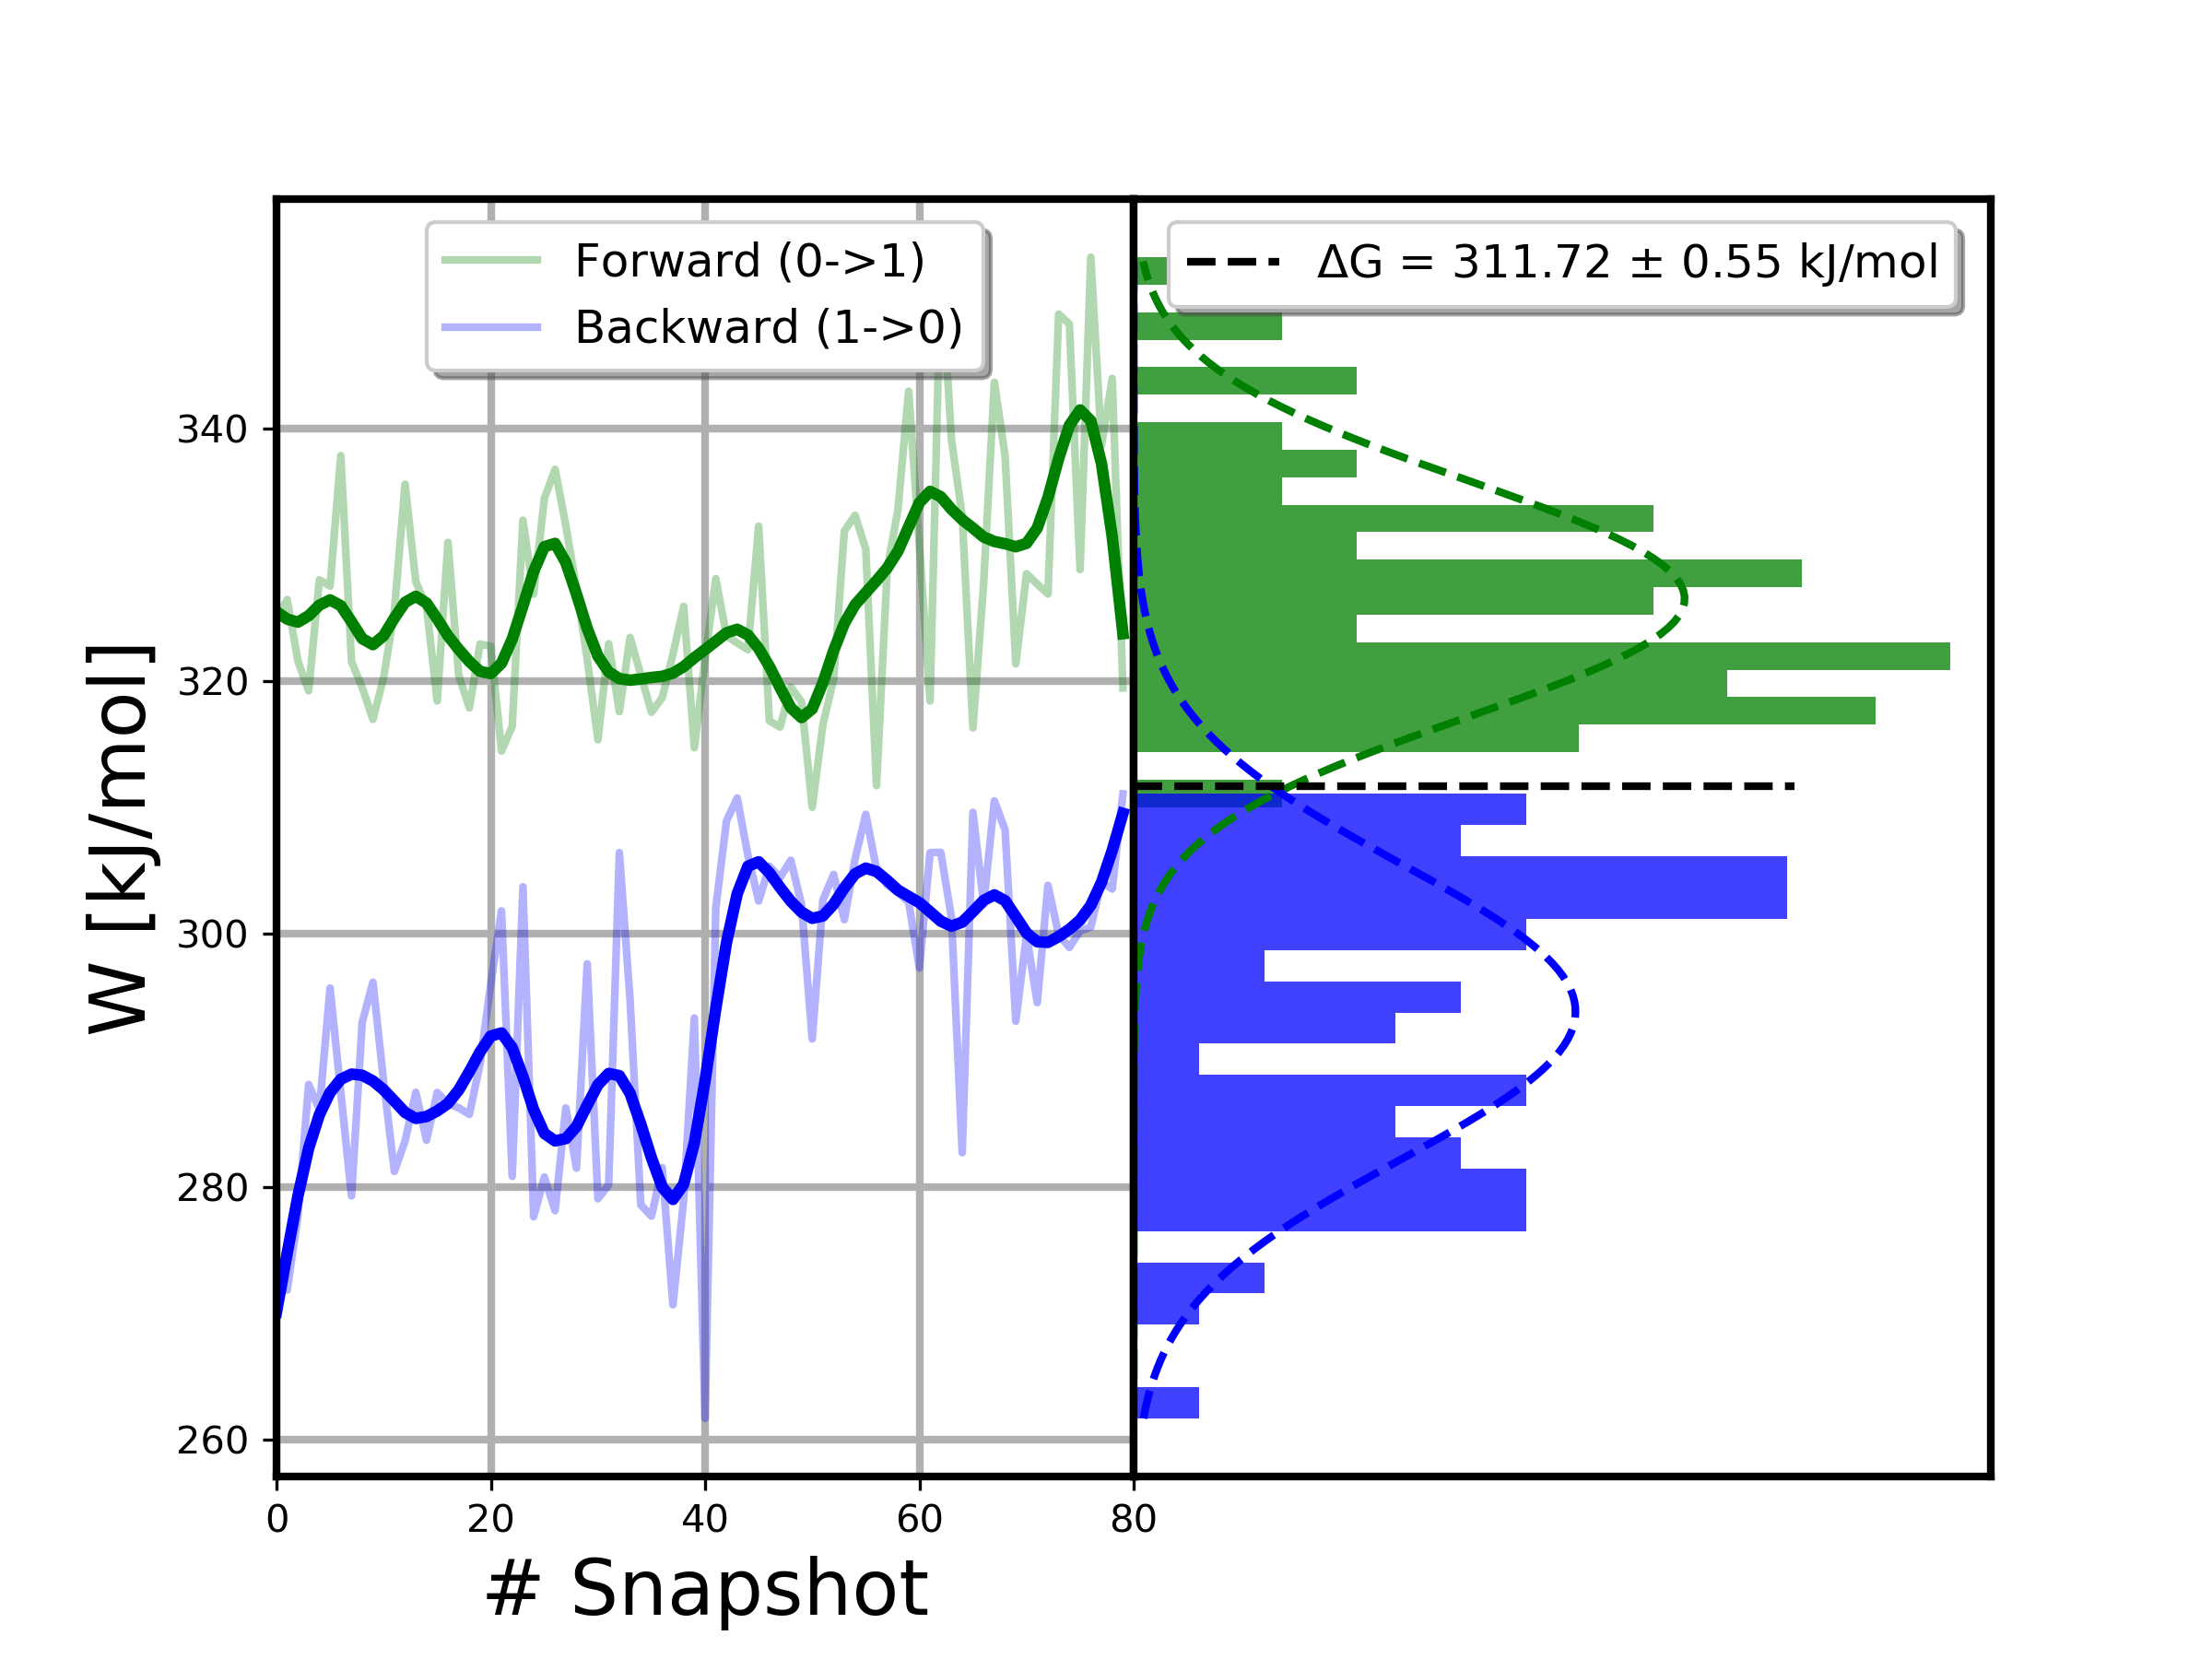 Forward (0->1)
Backward (1->0)
ΔG = 311.72 ± 0.55 kJ/mol
W [kJ/mol]
340
320
300
280
260
0 20 40 60 80
# Snapshot